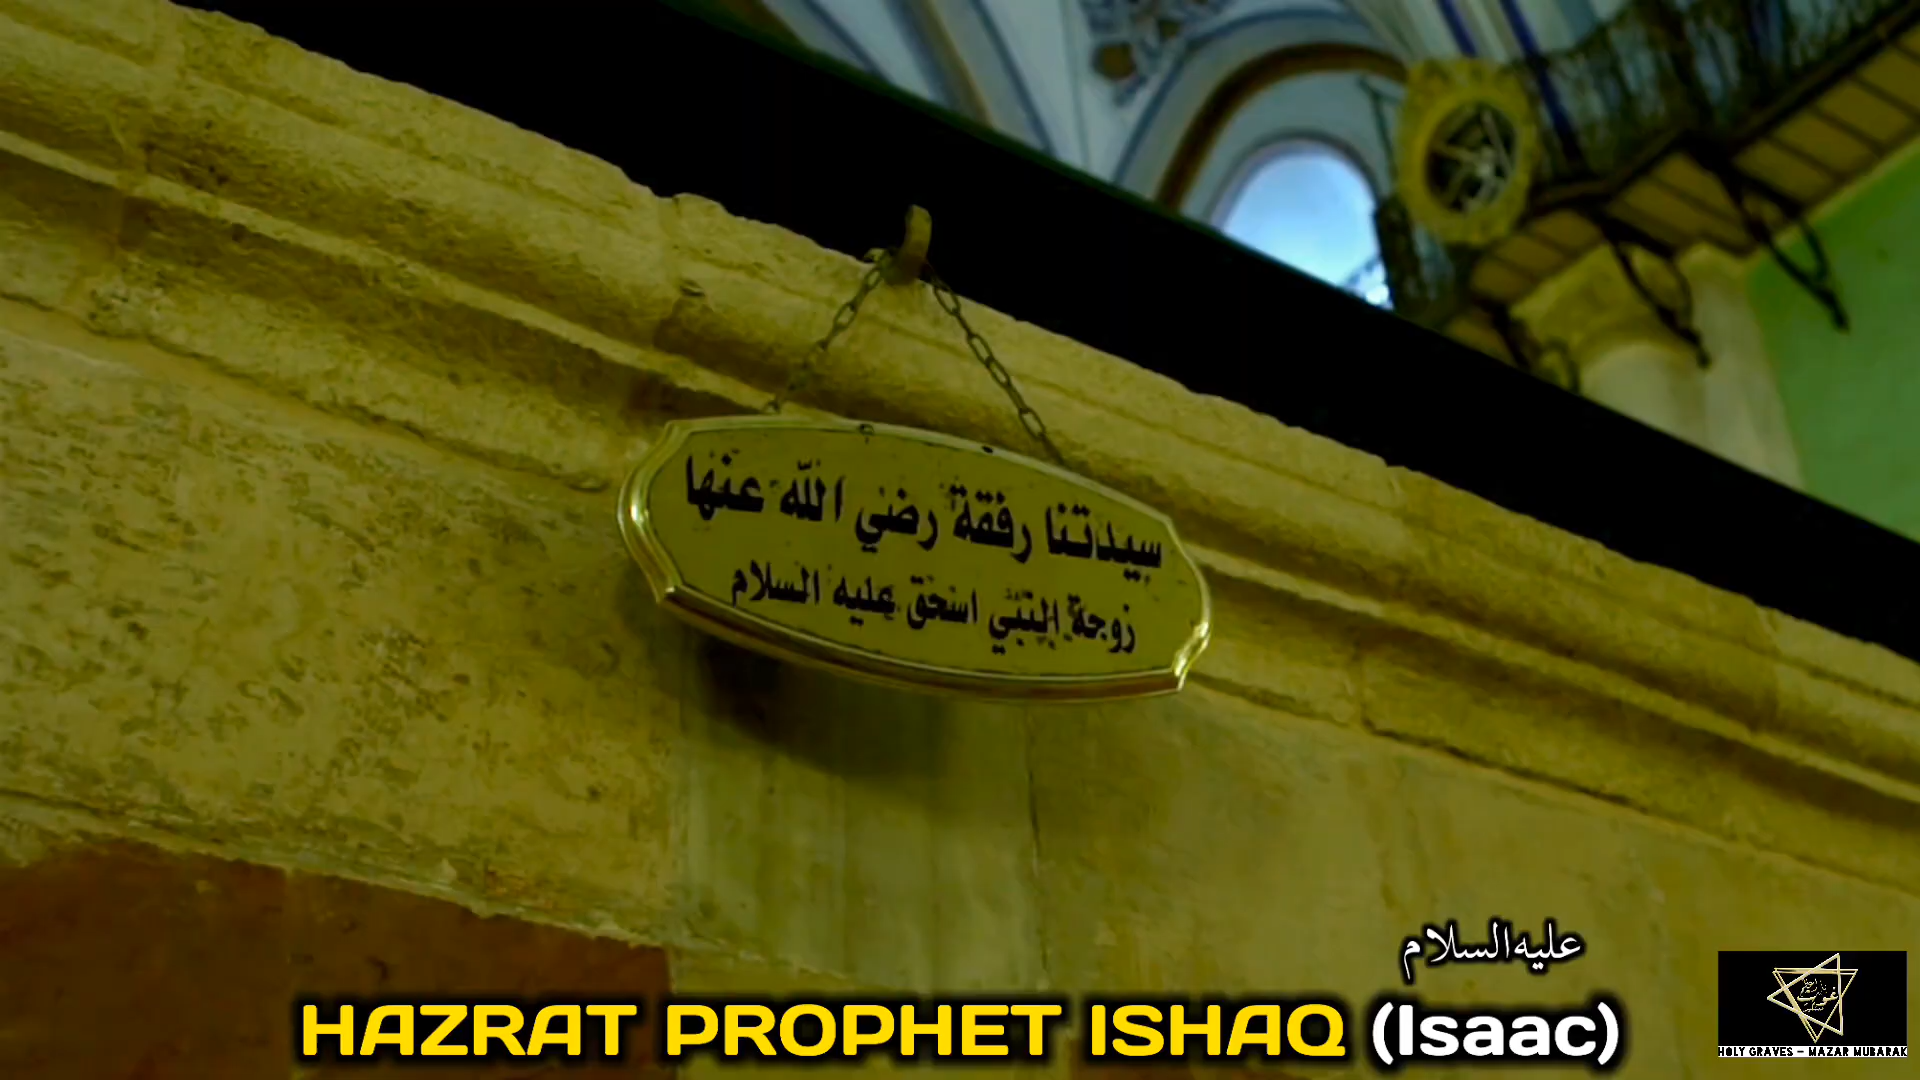 سيدتنا رفقة رضي الله عنها
زوجة النبي اسحق عليه السلام
عليه السلام
HAZRAT PROPHET ISHAQ (Isaac)
HOLY GRAVES - MAZAR MUBARAK